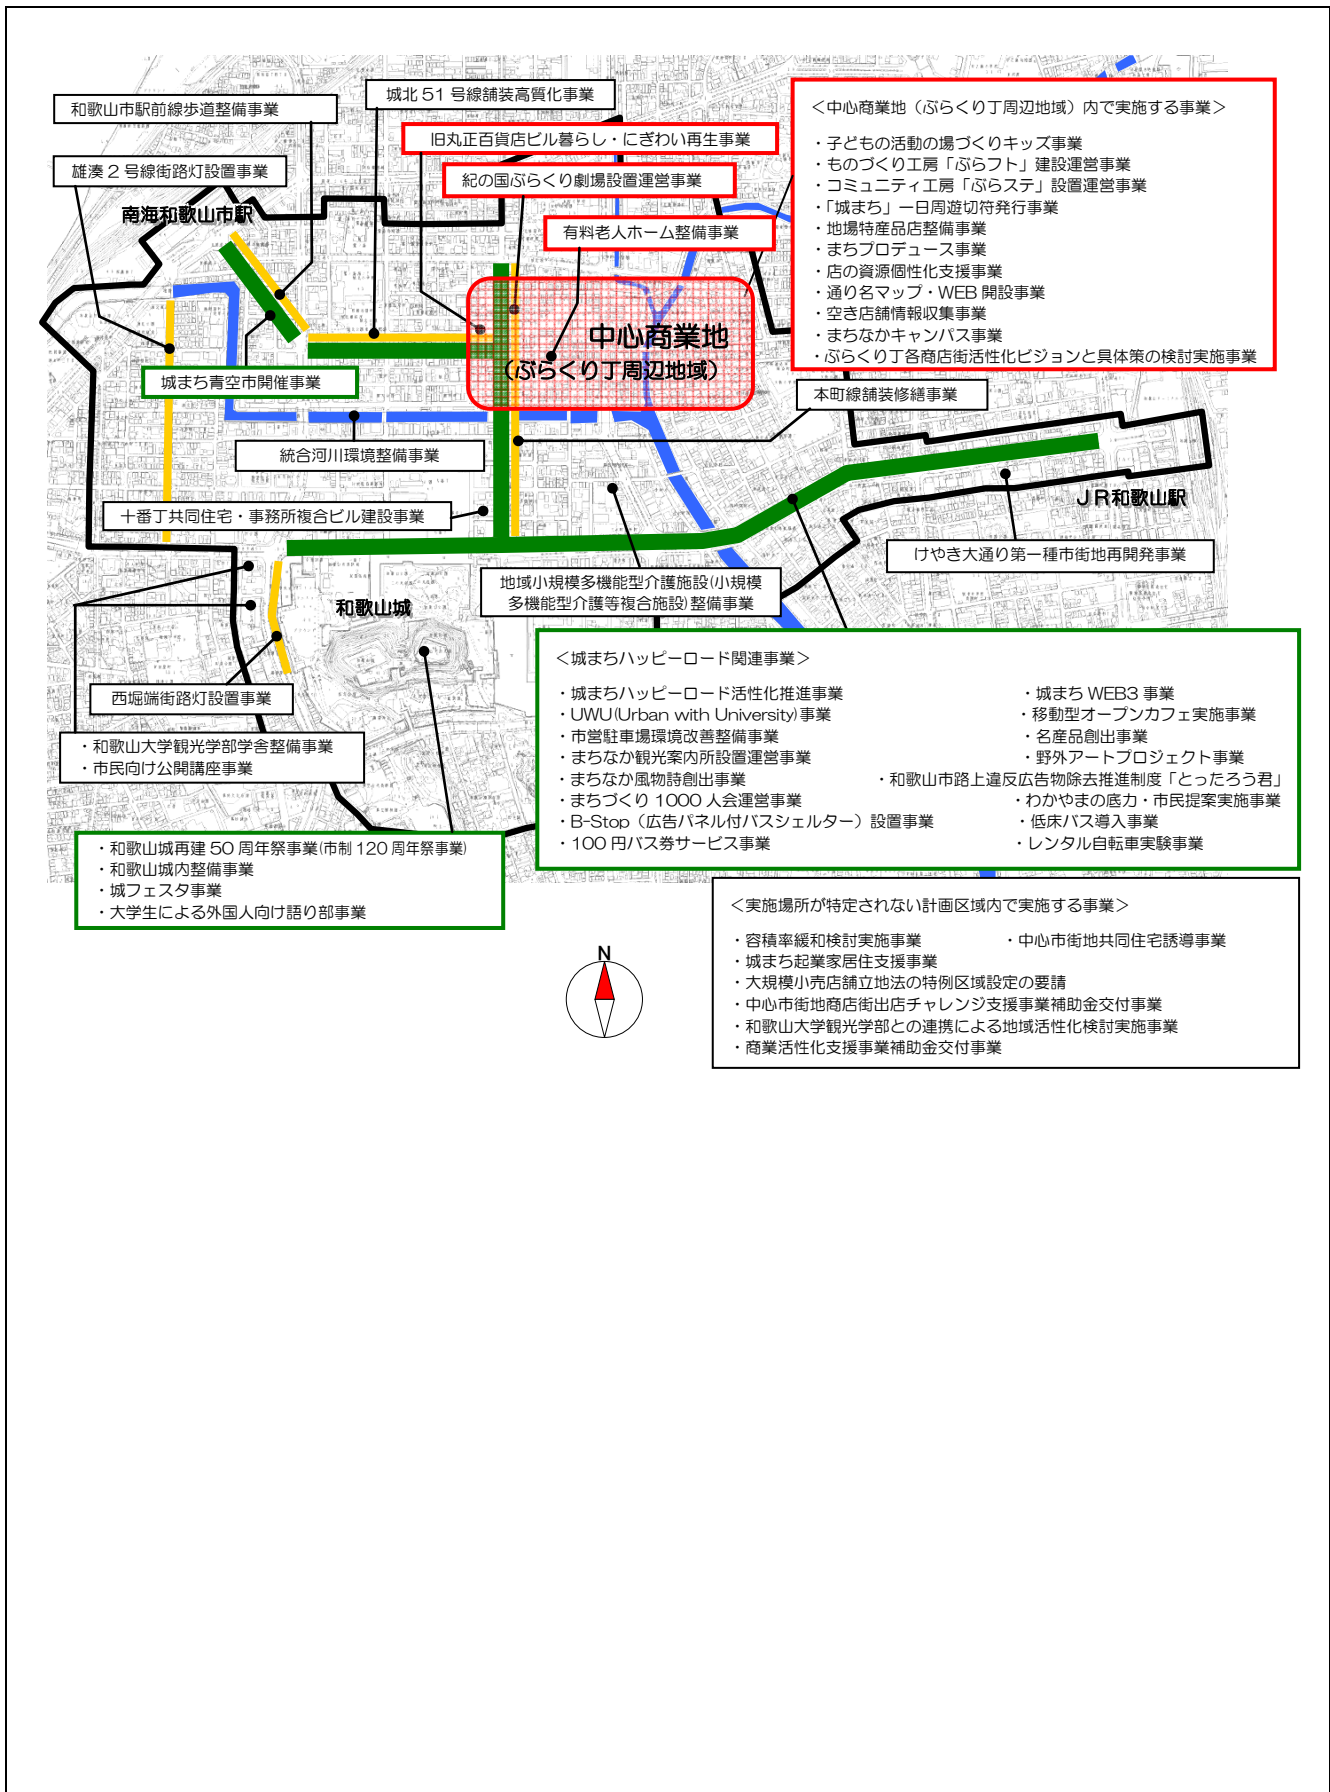 和歌山市駅前線歩道整備事業
城北51号線舗装高質化事業
旧丸正百貨店ビル暮らし・にぎわい再生事業
雄湊2号線街路灯設置事業
紀の国ぶらくり劇場設置運営事業
南海和歌山市駅
有料老人ホーム整備事業
<中心商業地（ぶらくり丁周辺地域）内で実施する事業>
・子どもの活動の場づくりキッズ事業
・ものづくり工房「ぶらフト」建設運営事業
・コミュニティ工房「ぶらステ」設置運営事業
・「城まち」一日周遊切符発行事業
・地場特産品店整備事業
・まちプロデュース事業
・店の資源個性化支援事業
・通り名マップ・WEB開設事業
・空き店舗情報収集事業
・まちなかキャンパス事業
・ぶらくり丁各商店街活性化ビジョンと具体策の検討実施事業
中心商業地
（ぶらくり丁周辺地域）
城まち青空市開催事業
本町線舗装修繕事業
統合河川環境整備事業
JR和歌山駅
十番丁共同住宅・事務所複合ビル建設事業
けやき大通り第一種市街地再開発事業
地域小規模多機能型介護施設(小規模
多機能型介護等複合施設)整備事業
和歌山城
西堀端街路灯設置事業
・和歌山大学観光学部学舎整備事業
・市民向け公開講座事業
<城まちハッピーロード関連事業>
・城まちハッピーロード活性化推進事業
・城まちWEB3事業
・UWU(Urban with University)事業
・移動型オープンカフェ実施事業
・市営駐車場環境改善整備事業
・名産品創出事業
・まちなか観光案内所設置運営事業
・野外アートプロジェクト事業
・まちなか風物詩創出事業
・和歌山市路上違反広告物除去推進制度「とったろう君」
・まちづくり1000人会運営事業
・わかやまの底力・市民提案実施事業
・B-Stop（広告パネル付バスシェルター）設置事業
・低床バス導入事業
・100円バス券サービス事業
・レンタル自転車実験事業
・和歌山城再建50周年祭事業(市制120周年祭事業)
・和歌山城内整備事業
・城フェスタ事業
・大学生による外国人向け語り部事業
<実施場所が特定されない計画区域内で実施する事業>
・容積率緩和検討実施事業
・中心市街地共同住宅誘導事業
・城まち起業家居住支援事業
・大規模小売店舗立地法の特例区域設定の要請
・中心市街地商店街出店チャレンジ支援事業補助金交付事業
・和歌山大学観光学部との連携による地域活性化検討実施事業
・商業活性化支援事業補助金交付事業
N